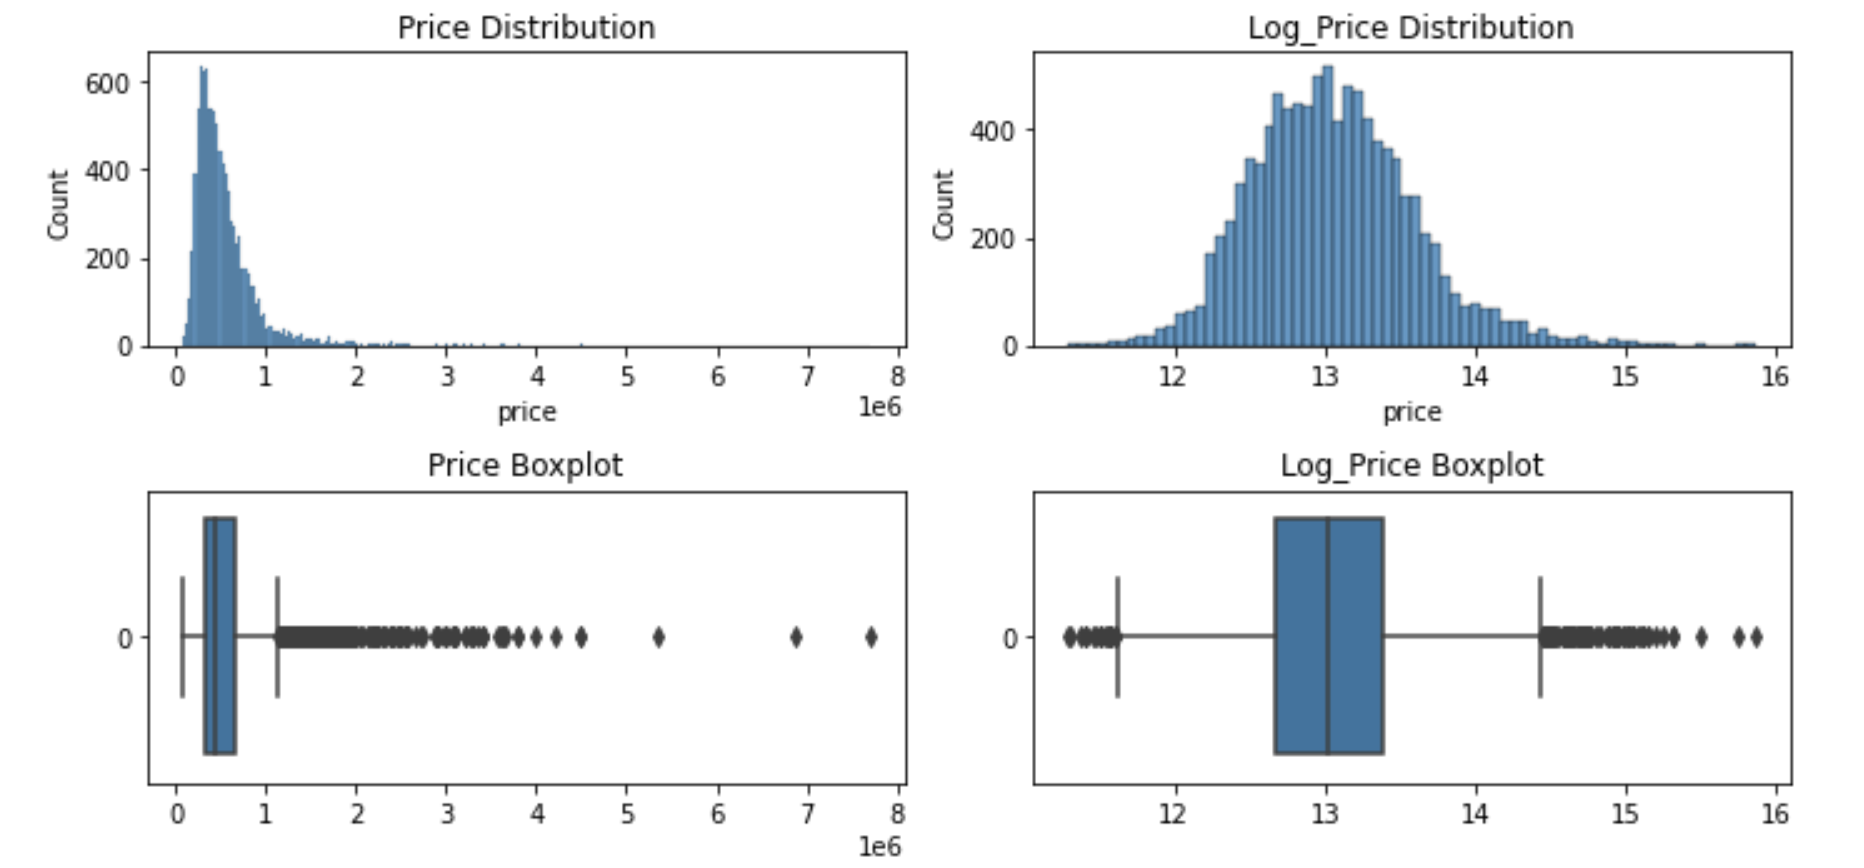 Price Distribution
600
400
200
0
Count
0 1 2 3 4 5 6 7 8
1e6
price
Log_Price Distribution
400
200
0
Count
12 13 14 15 16
price
Price Boxplot
0
0 1 2 3 4 5 6 7 8
1e6
Log_Price Boxplot
0
12 13 14 15 16